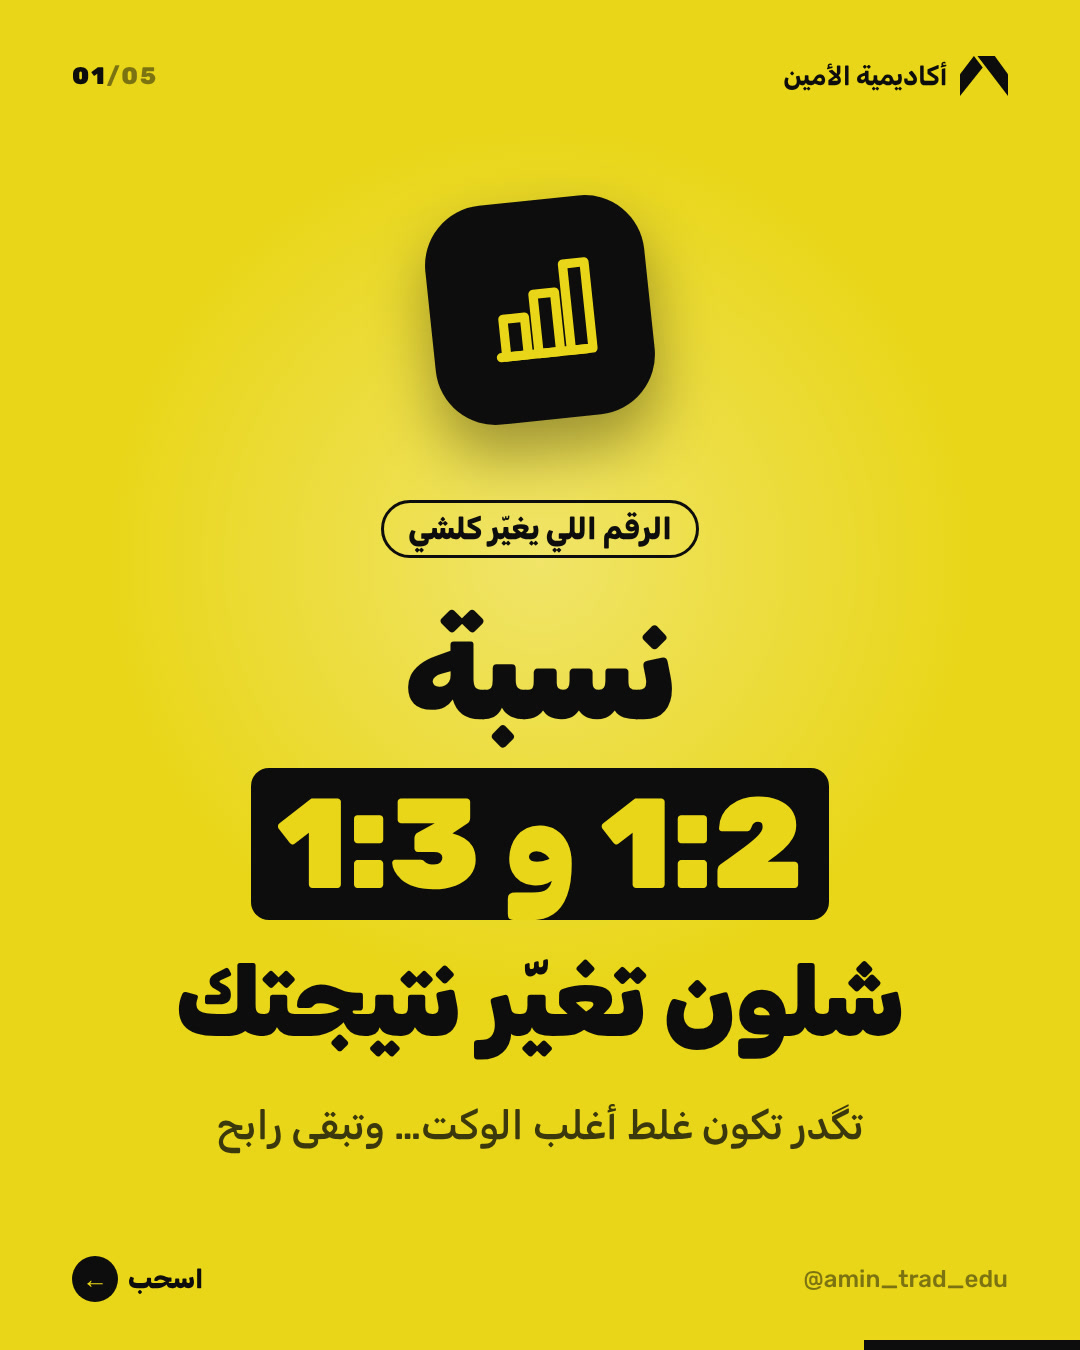 أكاديمية الأمين
01/05
الرقم اللي يغيّر كلشي
نسبة
1:2 و 1:3
شلون تغيّر نتيجتك
تگدر تكون غلط أغلب الوكت... وتبقى رابح
@amin_trad_edu
اسحب ←